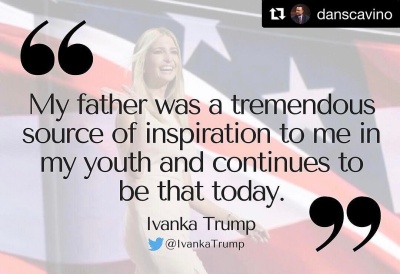 danscavino
My father was a tremendous
source of inspiration to me in
my youth and continues to
be that today.
Ivanka Trump
@IvankaTrump